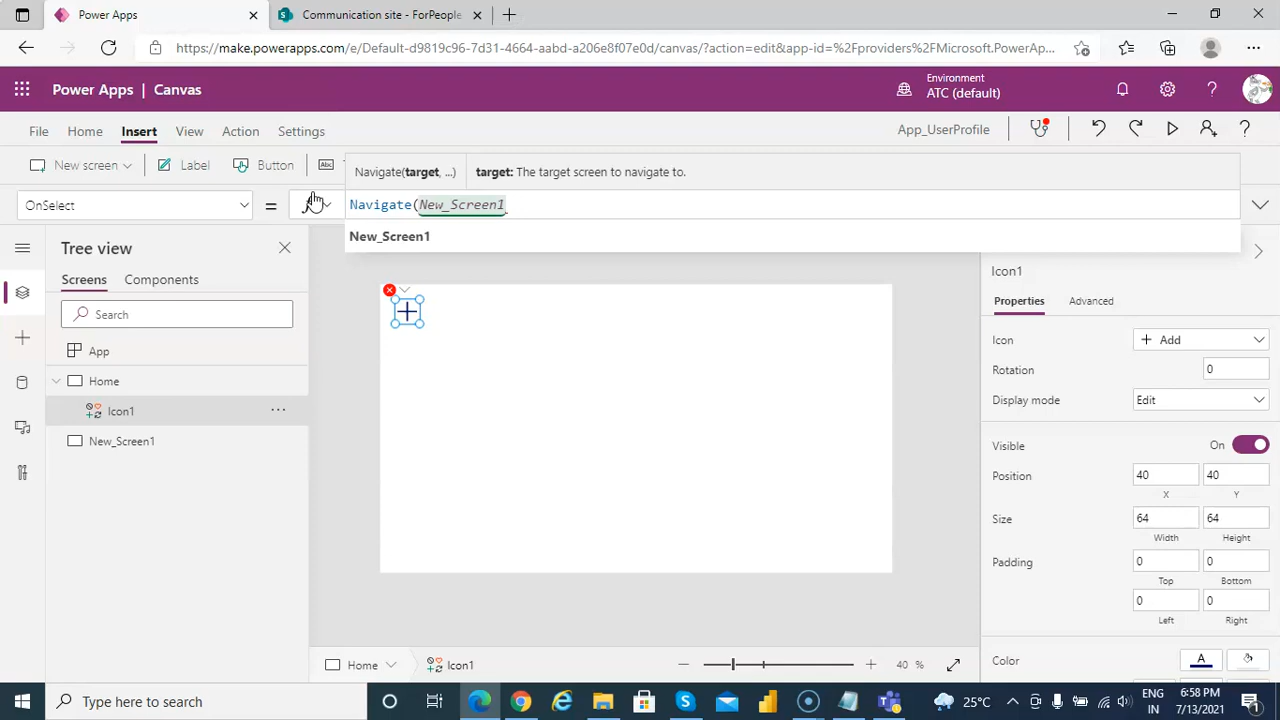 Power Apps
Communication site - ForPeople
https://make.powerapps.com/e/Default-d9819c96-7d31-4664-aabd-a206e8f07e0d/canvas/?action=edit&app-id=%2Fproviders%2FMicrosoft.PowerAp...
Power Apps | Canvas
Environment
ATC (default)
File Home Insert View Action Settings
App_UserProfile
New screen Label Button Abc
Navigate(target, ...) target: The target screen to navigate to.
OnSelect = Navigate(New_Screen1
New_Screen1
Tree view
Screens Components
Search
App
Home
Icon1
New_Screen1
Icon1
Properties Advanced
Icon Add
Rotation 0
Display mode Edit
Visible On
Position 40 40
X Y
Size 64 64
Width Height
Padding 0 0
Top Bottom
0 0
Left Right
Color A
Home Icon1 40 %
Type here to search
25°C
ENG
IN
6:58 PM
7/13/2021
1